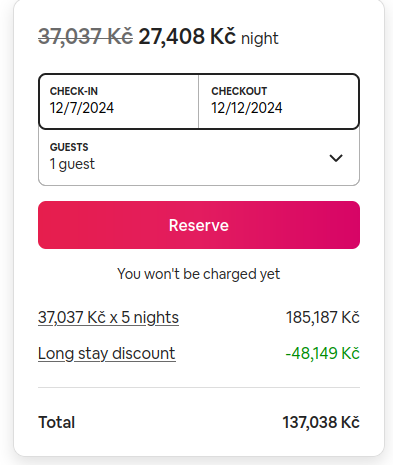 37,037 Kč 27,408 Kč night
CHECK-IN CHECKOUT
12/7/2024 12/12/2024
GUESTS
1 guest
Reserve
You won't be charged yet
37,037 Kč x 5 nights 185,187 Kč
Long stay discount -48,149 Kč
Total 137,038 Kč